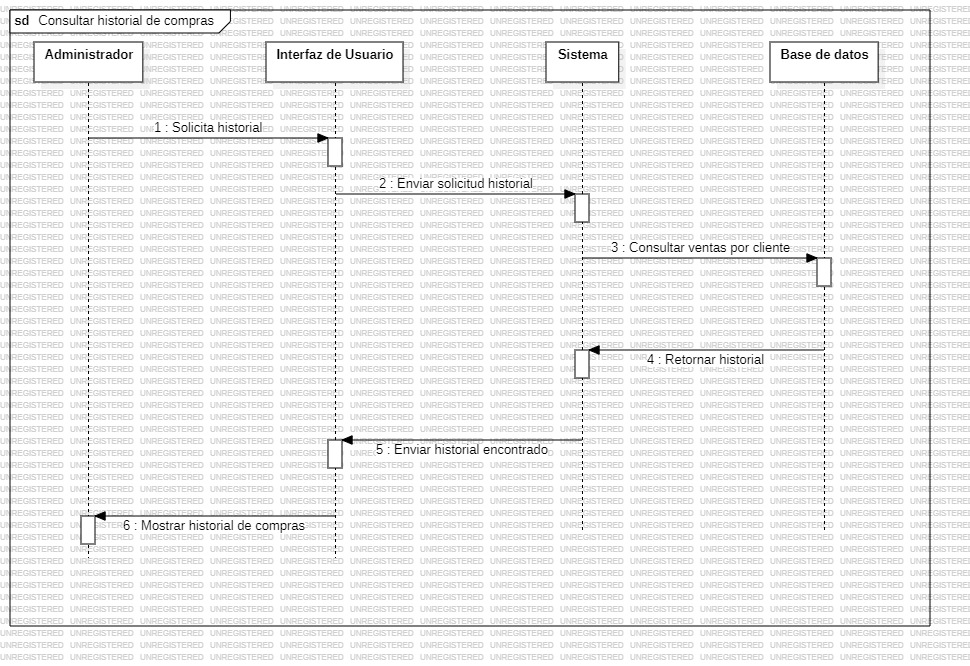 sd Consultar historial de compras
Administrador
Interfaz de Usuario
Sistema
Base de datos
1 : Solicita historial
2 : Enviar solicitud historial
3 : Consultar ventas por cliente
4 : Retornar historial
5 : Enviar historial encontrado
6 : Mostrar historial de compras
UNREGISTERED